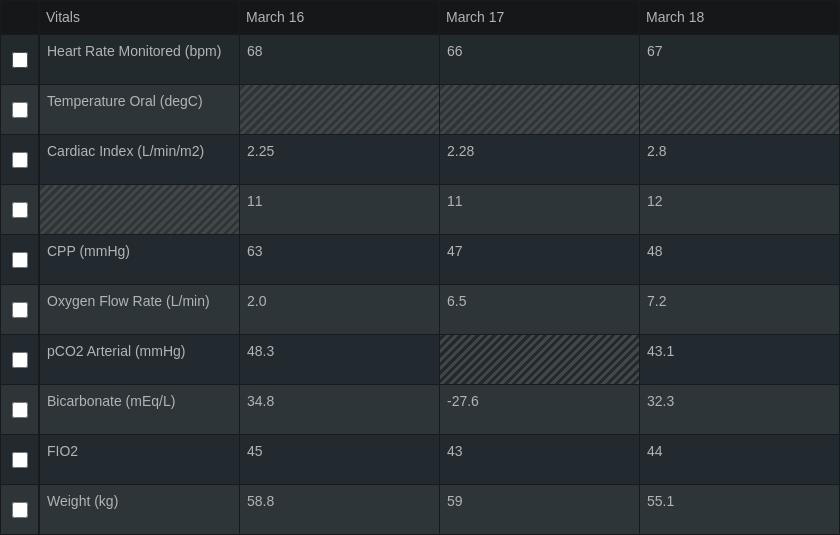 Vitals March 16 March 17 March 18
Heart Rate Monitored (bpm) 68 66 67
Temperature Oral (degC)
Cardiac Index (L/min/m2) 2.25 2.28 2.8
11 11 12
CPP (mmHg) 63 47 48
Oxygen Flow Rate (L/min) 2.0 6.5 7.2
pCO2 Arterial (mmHg) 48.3 43.1
Bicarbonate (mEq/L) 34.8 -27.6 32.3
FIO2 45 43 44
Weight (kg) 58.8 59 55.1